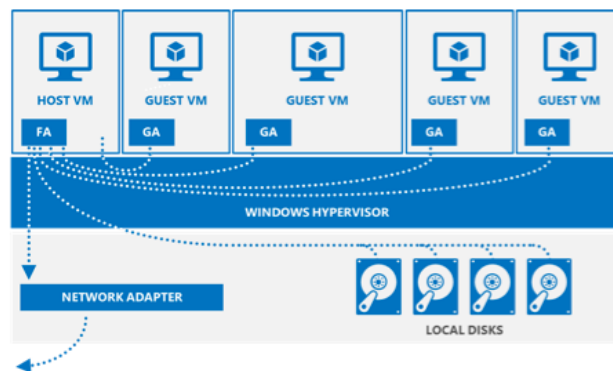 HOST VM
GUEST VM
GUEST VM
GUEST VM
GUEST VM
FA
GA
GA
GA
GA
WINDOWS HYPERVISOR
NETWORK ADAPTER
LOCAL DISKS